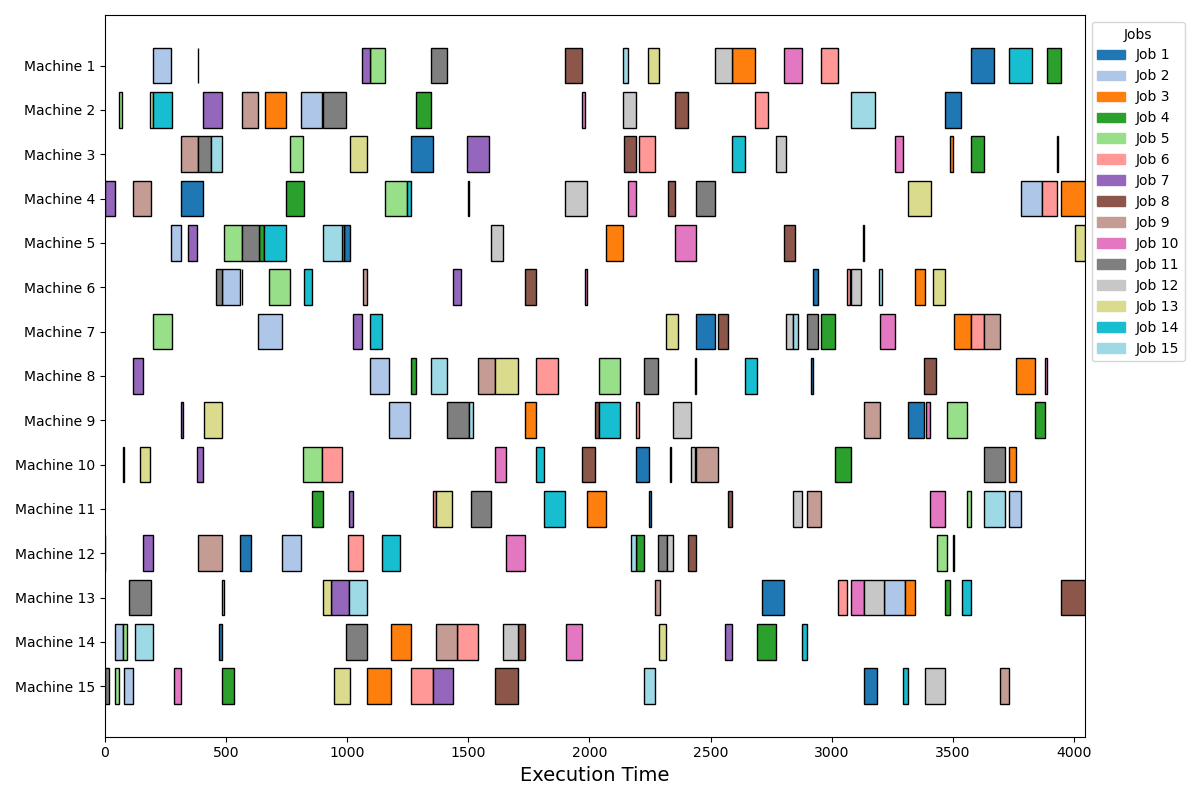 Machine 1
Machine 2
Machine 3
Machine 4
Machine 5
Machine 6
Machine 7
Machine 8
Machine 9
Machine 10
Machine 11
Machine 12
Machine 13
Machine 14
Machine 15
0 500 1000 1500 2000 2500 3000 3500 4000
Execution Time
Jobs
Job 1
Job 2
Job 3
Job 4
Job 5
Job 6
Job 7
Job 8
Job 9
Job 10
Job 11
Job 12
Job 13
Job 14
Job 15